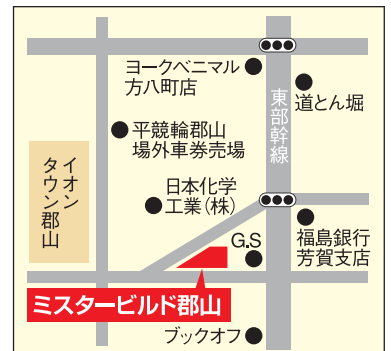 ヨークベニマル
方八町店
道とん堀
東部幹線
平競輪郡山
場外車券売場
イオン
タウン郡山
日本化学
工業(株)
G.S
福島銀行
芳賀支店
ミスタービルド郡山
ブックオフ